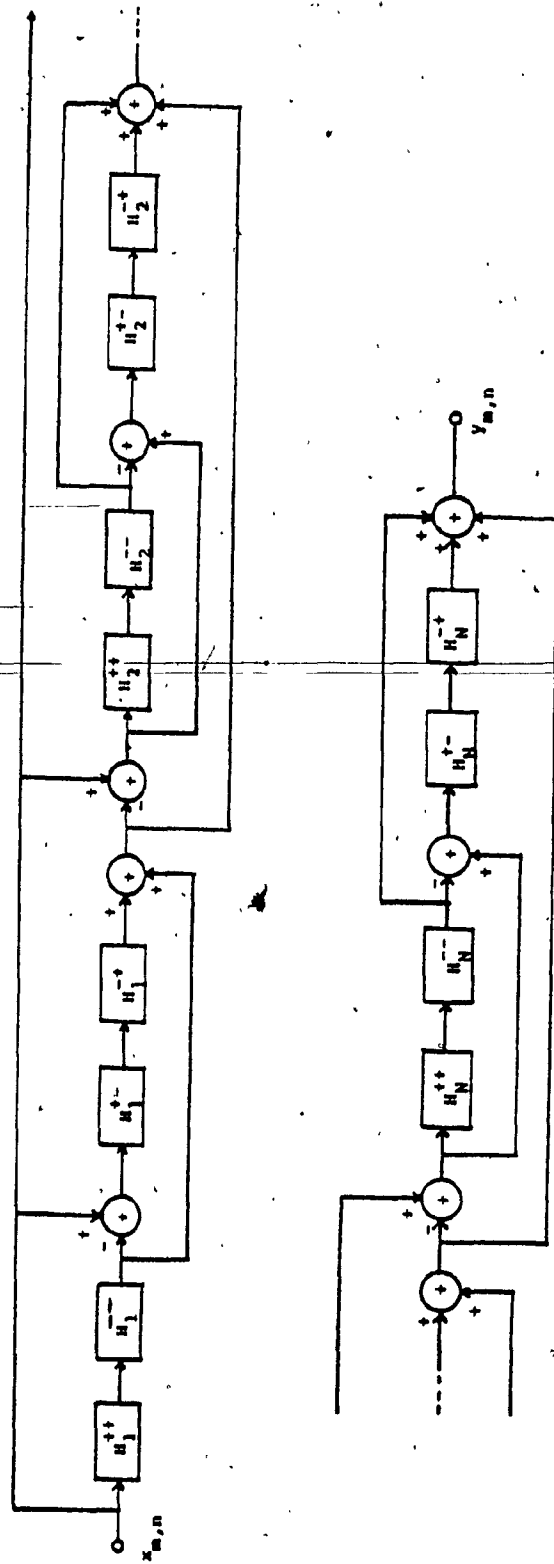 x_{m,n}
H_1^{++}
H_1^{--}
+
-
+
H_1^{+-}
H_1^{-+}
+
+
+
+
-
+
H_2^{++}
H_2^{--}
-
+
+
H_2^{+-}
H_2^{-+}
+
+
+
+
+
+
+
+
-
+
H_N^{++}
H_N^{--}
-
+
+
H_N^{+-}
H_N^{-+}
+
+
+
+
y_{m,n}